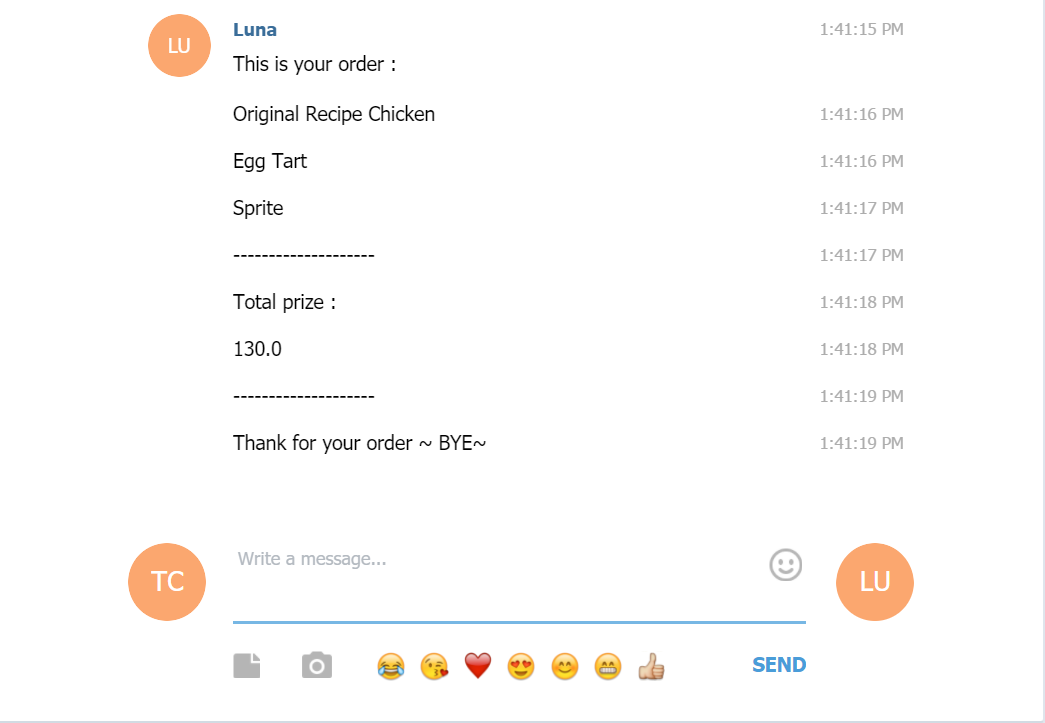 LU
Luna 1:41:15 PM
This is your order :
Original Recipe Chicken 1:41:16 PM
Egg Tart 1:41:16 PM
Sprite 1:41:17 PM
-------------------- 1:41:17 PM
Total prize : 1:41:18 PM
130.0 1:41:18 PM
-------------------- 1:41:19 PM
Thank for your order ~ BYE~ 1:41:19 PM
TC
Write a message...
LU
SEND